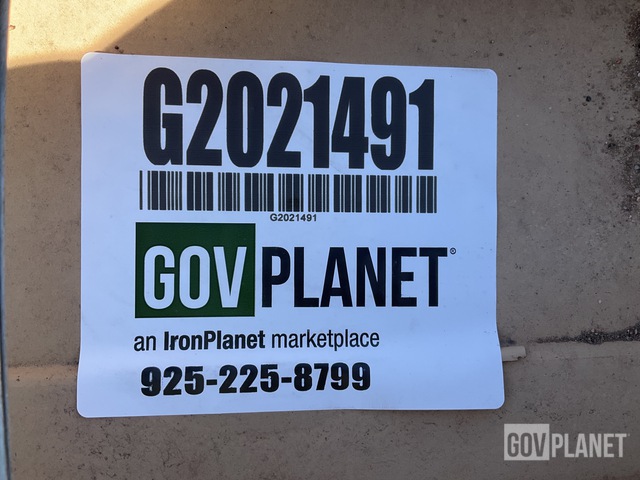 G2021491
G2021491
GOV PLANET®
an IronPlanet marketplace
925-225-8799
GOVPLANET